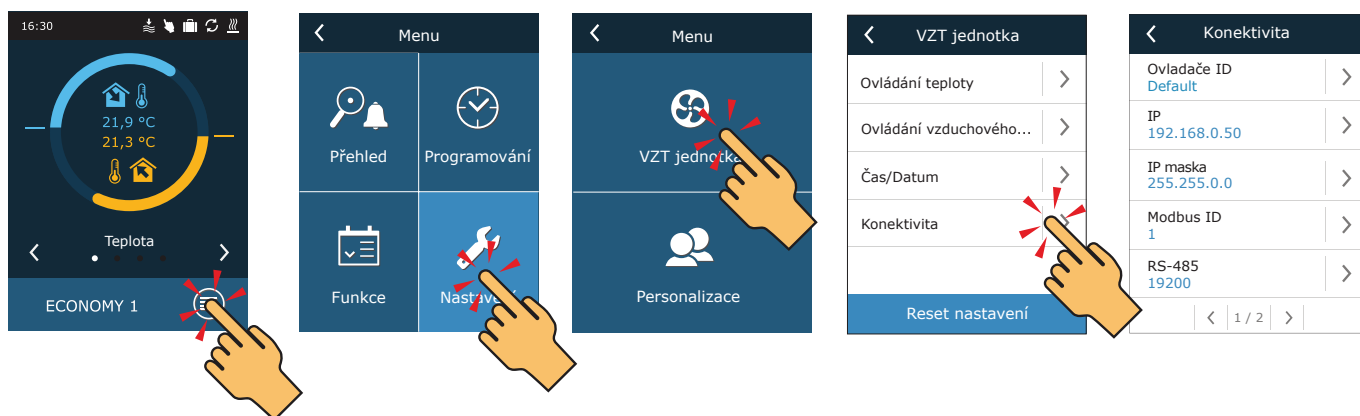 16:30
21,9 °C
21,3 °C
Teplota
ECONOMY 1
Menu
Přehled
Programování
Funkce
Nastavení
Menu
VZT jednotka
Personalizace
VZT jednotka
Ovládání teploty
Ovládání vzduchového...
Čas/Datum
Konektivita
Reset nastavení
Konektivita
Ovladače ID
Default
IP
192.168.0.50
IP maska
255.255.0.0
Modbus ID
1
RS-485
19200
1 / 2